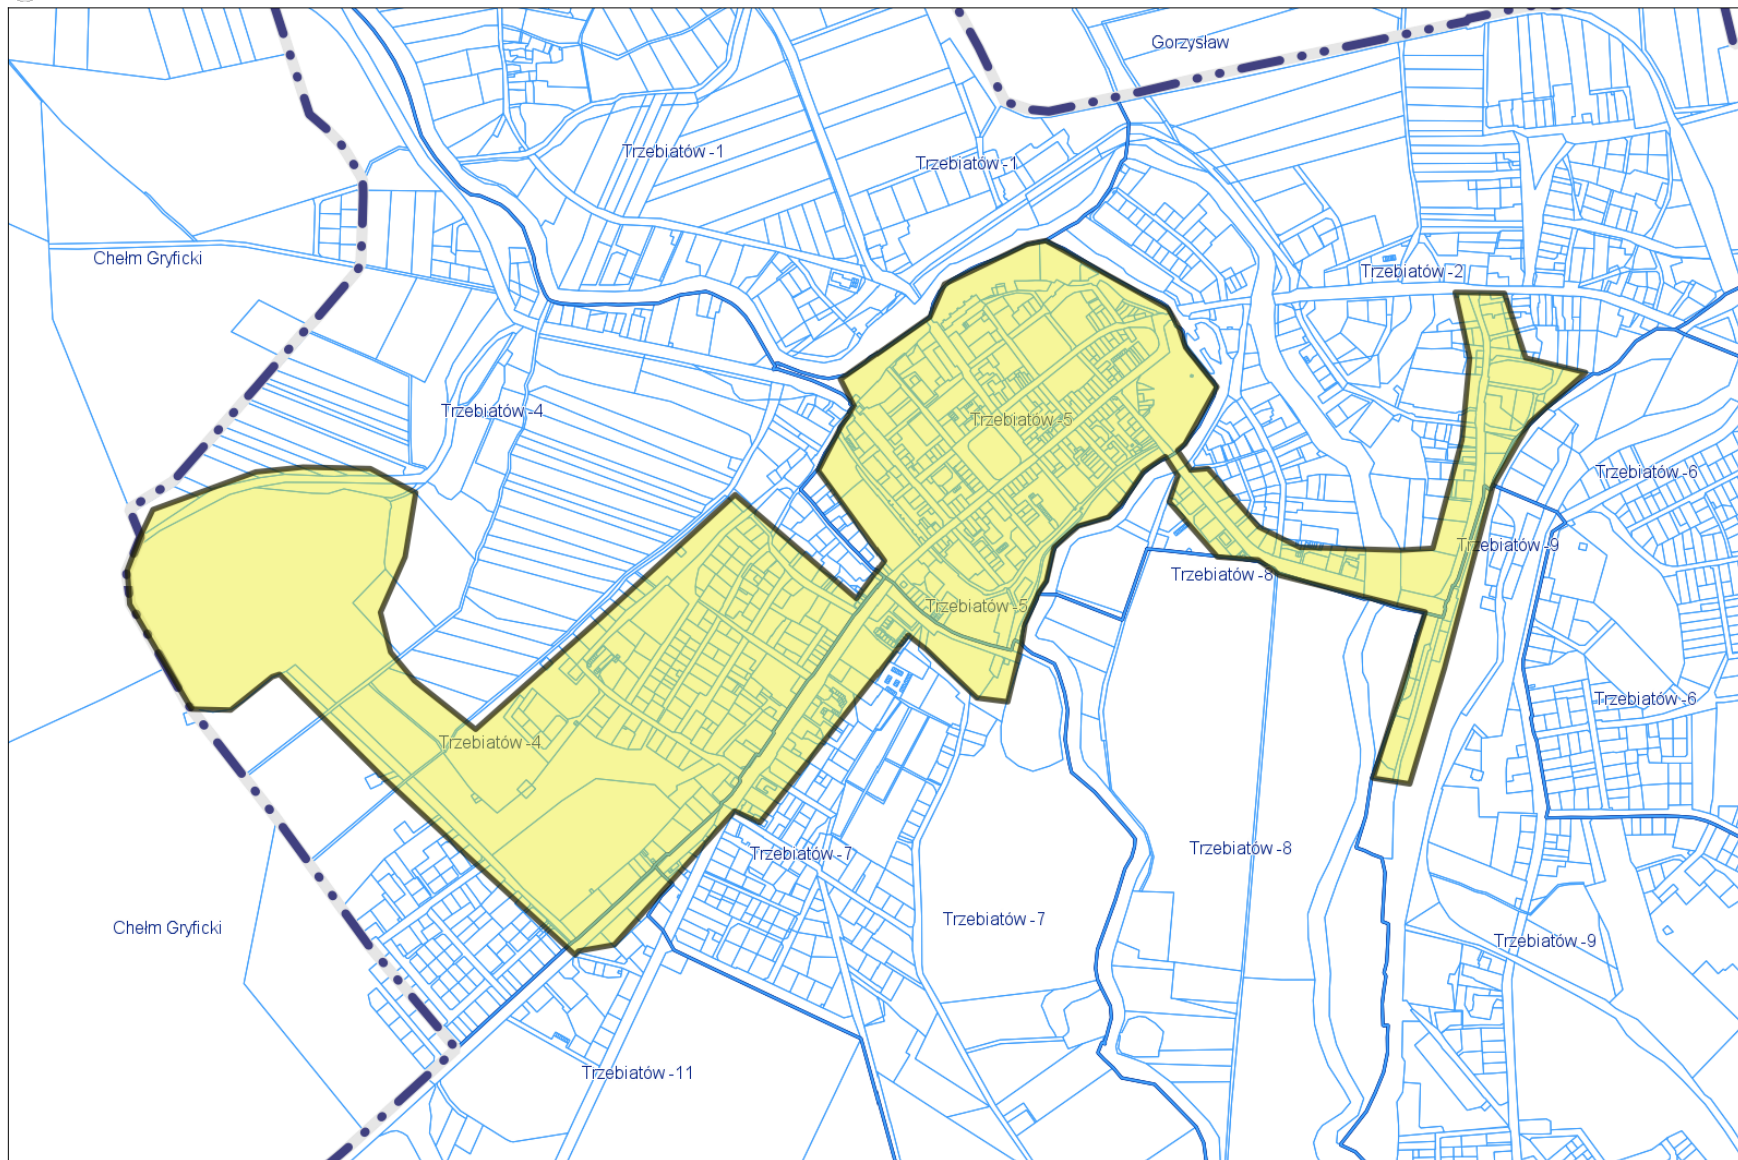 Gorzysław
Trzebiatów -1
Trzebiatów -1
Chełm Gryficki
Trzebiatów -2
Trzebiatów -4
Trzebiatów -5
Trzebiatów -6
Trzebiatów -9
Trzebiatów -8
Trzebiatów -5
Trzebiatów -6
Trzebiatów -4
Trzebiatów -8
Trzebiatów -7
Trzebiatów -7
Chełm Gryficki
Trzebiatów -9
Trzebiatów -11